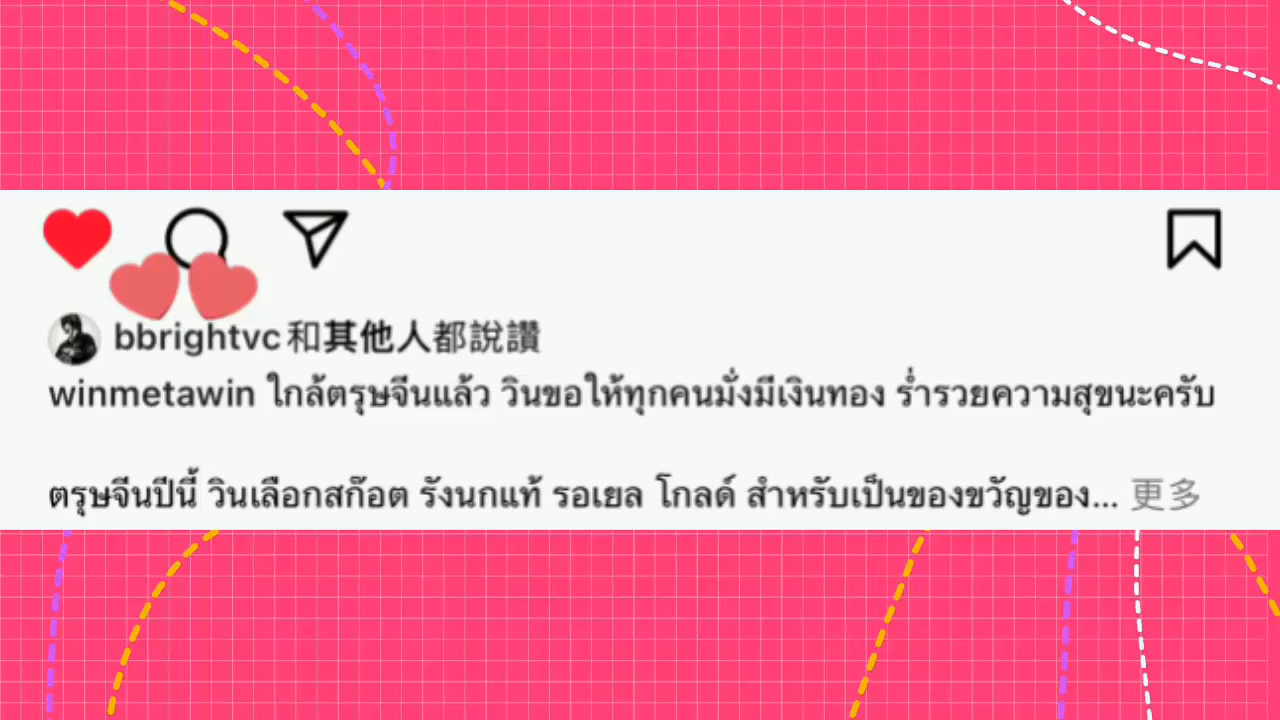 bbrightvc 和其他人都說讚
winmetawin ใกล้ตรุษจีนแล้ว วินขอให้ทุกคนมั่งมีเงินทอง ร่ำรวยความสุขนะครับ
ตรุษจีนปีนี้ วินเลือกสก๊อต รังนกแท้ รอเยล โกลด์ สำหรับเป็นของขวัญของ... 更多